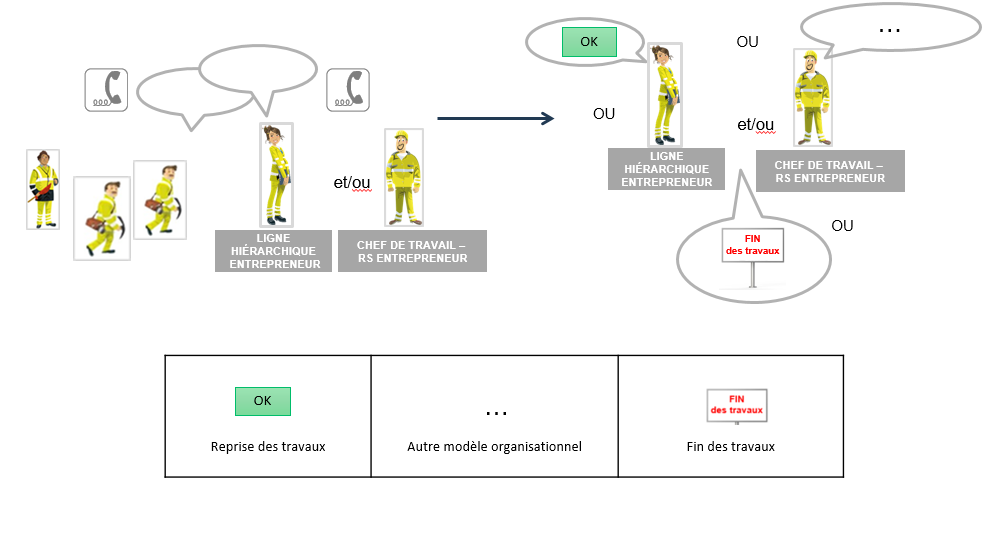 et/ou
LIGNE
HIÉRARCHIQUE
ENTREPRENEUR
CHEF DE TRAVAIL –
RS ENTREPRENEUR
OK
OU
OU
...
et/ou
LIGNE
HIÉRARCHIQUE
ENTREPRENEUR
CHEF DE TRAVAIL –
RS ENTREPRENEUR
FIN
des travaux
OU
OK
Reprise des travaux
...
Autre modèle organisationnel
FIN
des travaux
Fin des travaux